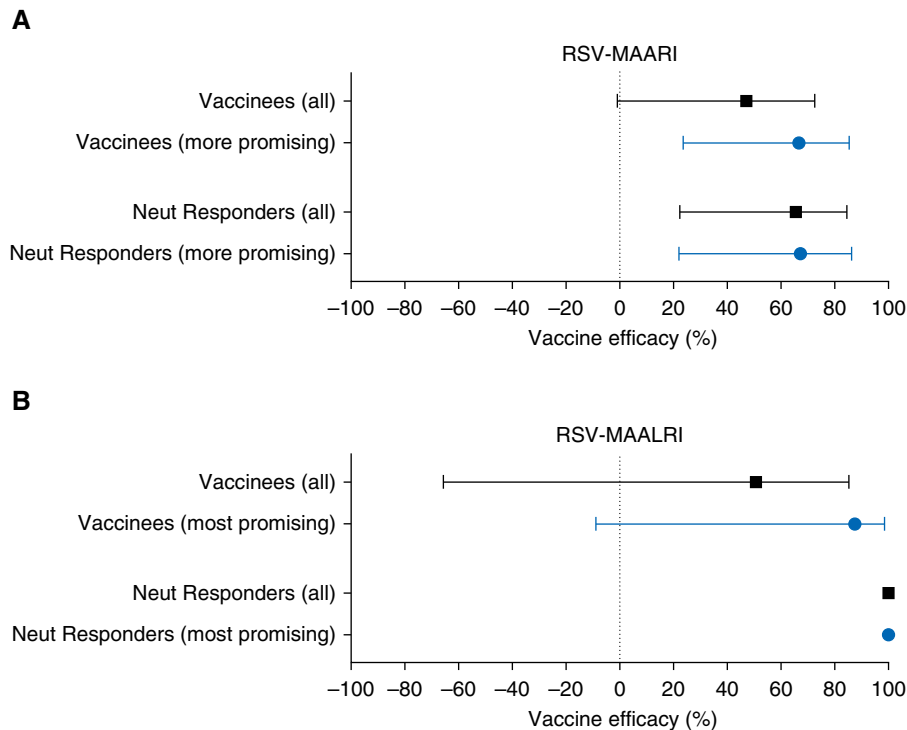 A
RSV-MAARI
Vaccinees (all)
Vaccinees (more promising)
Neut Responders (all)
Neut Responders (more promising)
–100 –80 –60 –40 –20 0 20 40 60 80 100
Vaccine efficacy (%)
B
RSV-MAALRI
Vaccinees (all)
Vaccinees (most promising)
Neut Responders (all)
Neut Responders (most promising)
–100 –80 –60 –40 –20 0 20 40 60 80 100
Vaccine efficacy (%)